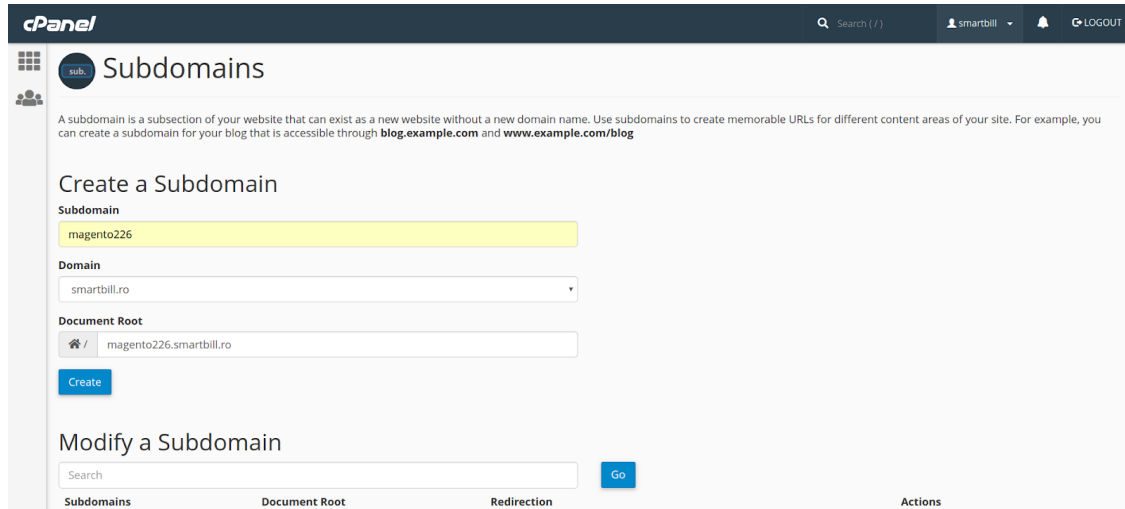 cPanel
Search ( / )
smartbill
LOGOUT
sub.
Subdomains
A subdomain is a subsection of your website that can exist as a new website without a new domain name. Use subdomains to create memorable URLs for different content areas of your site. For example, you
can create a subdomain for your blog that is accessible through blog.example.com and www.example.com/blog
Create a Subdomain
Subdomain
magento226
Domain
smartbill.ro
Document Root
/ magento226.smartbill.ro
Create
Modify a Subdomain
Search
Go
Subdomains Document Root Redirection Actions